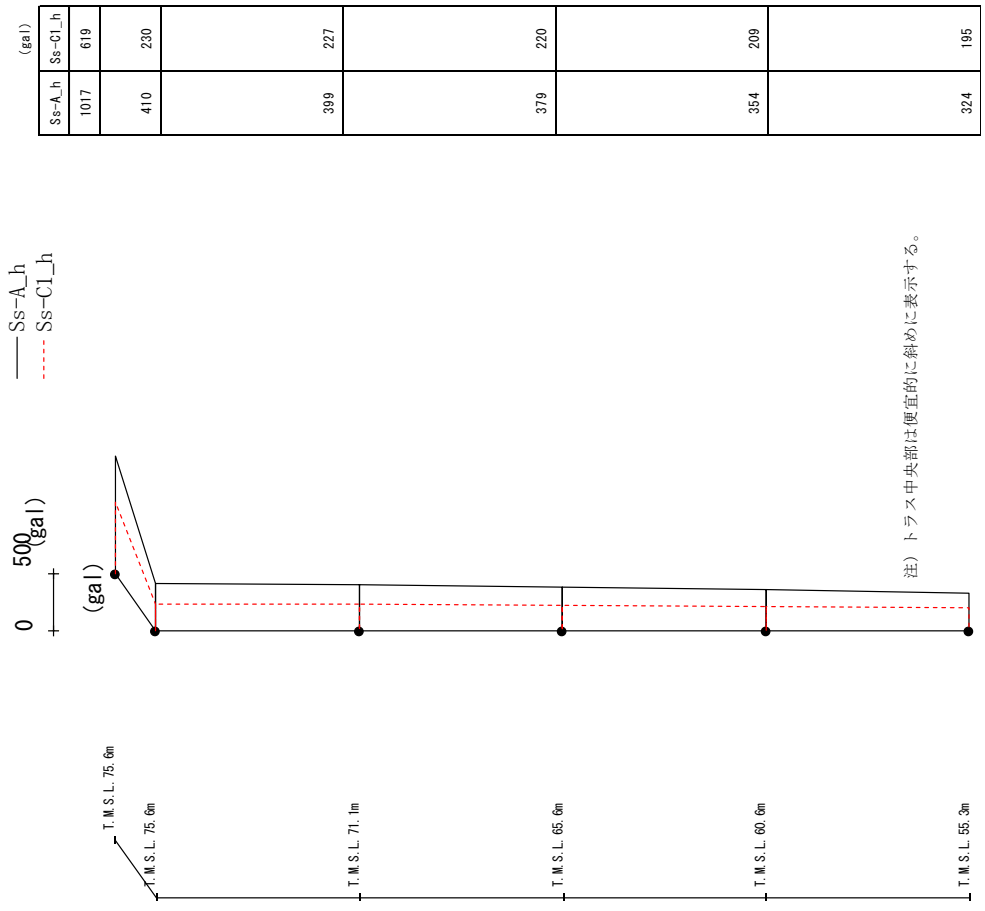 (gal)
Ss-A_h Ss-C1_h
1017 619
410 230
399 227
379 220
354 209
324 195
Ss-A_h
Ss-C1_h
0 500
(gal)
(gal)
T.M.S.L. 75.6m
T.M.S.L. 75.6m
T.M.S.L. 71.1m
T.M.S.L. 65.6m
T.M.S.L. 60.6m
T.M.S.L. 55.3m
注) トラス中央部は便宜的に斜めに表示する。